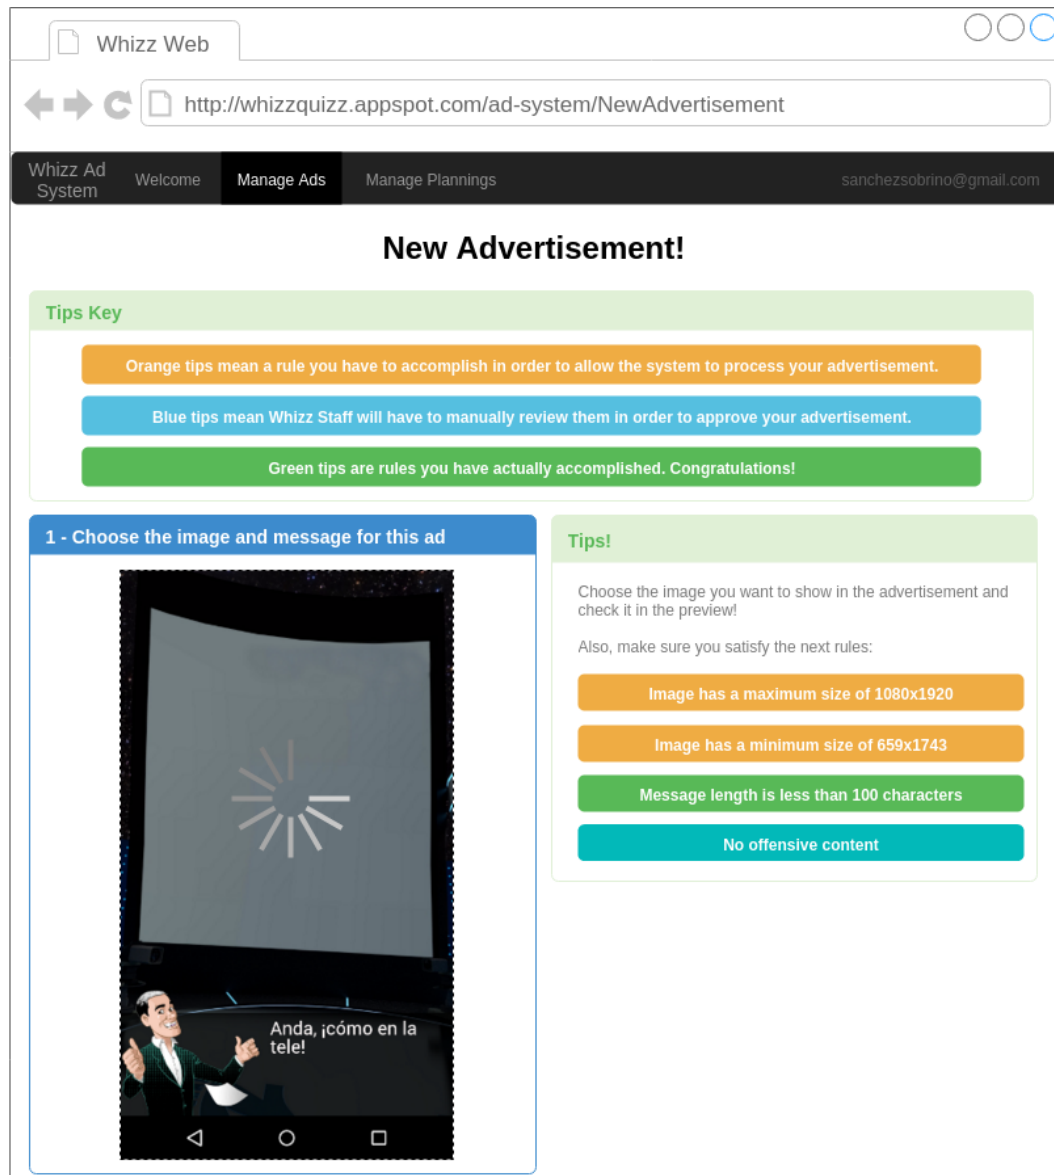 Whizz Web
http://whizzquizz.appspot.com/ad-system/NewAdvertisement
Whizz Ad
System
Welcome
Manage Ads
Manage Plannings
sanchezsobrino@gmail.com
New Advertisement!
Tips Key
Orange tips mean a rule you have to accomplish in order to allow the system to process your advertisement.
Blue tips mean Whizz Staff will have to manually review them in order to approve your advertisement.
Green tips are rules you have actually accomplished. Congratulations!
1 - Choose the image and message for this ad
Anda, ¡cómo en la
tele!
Tips!
Choose the image you want to show in the advertisement and
check it in the preview!
Also, make sure you satisfy the next rules:
Image has a maximum size of 1080x1920
Image has a minimum size of 659x1743
Message length is less than 100 characters
No offensive content